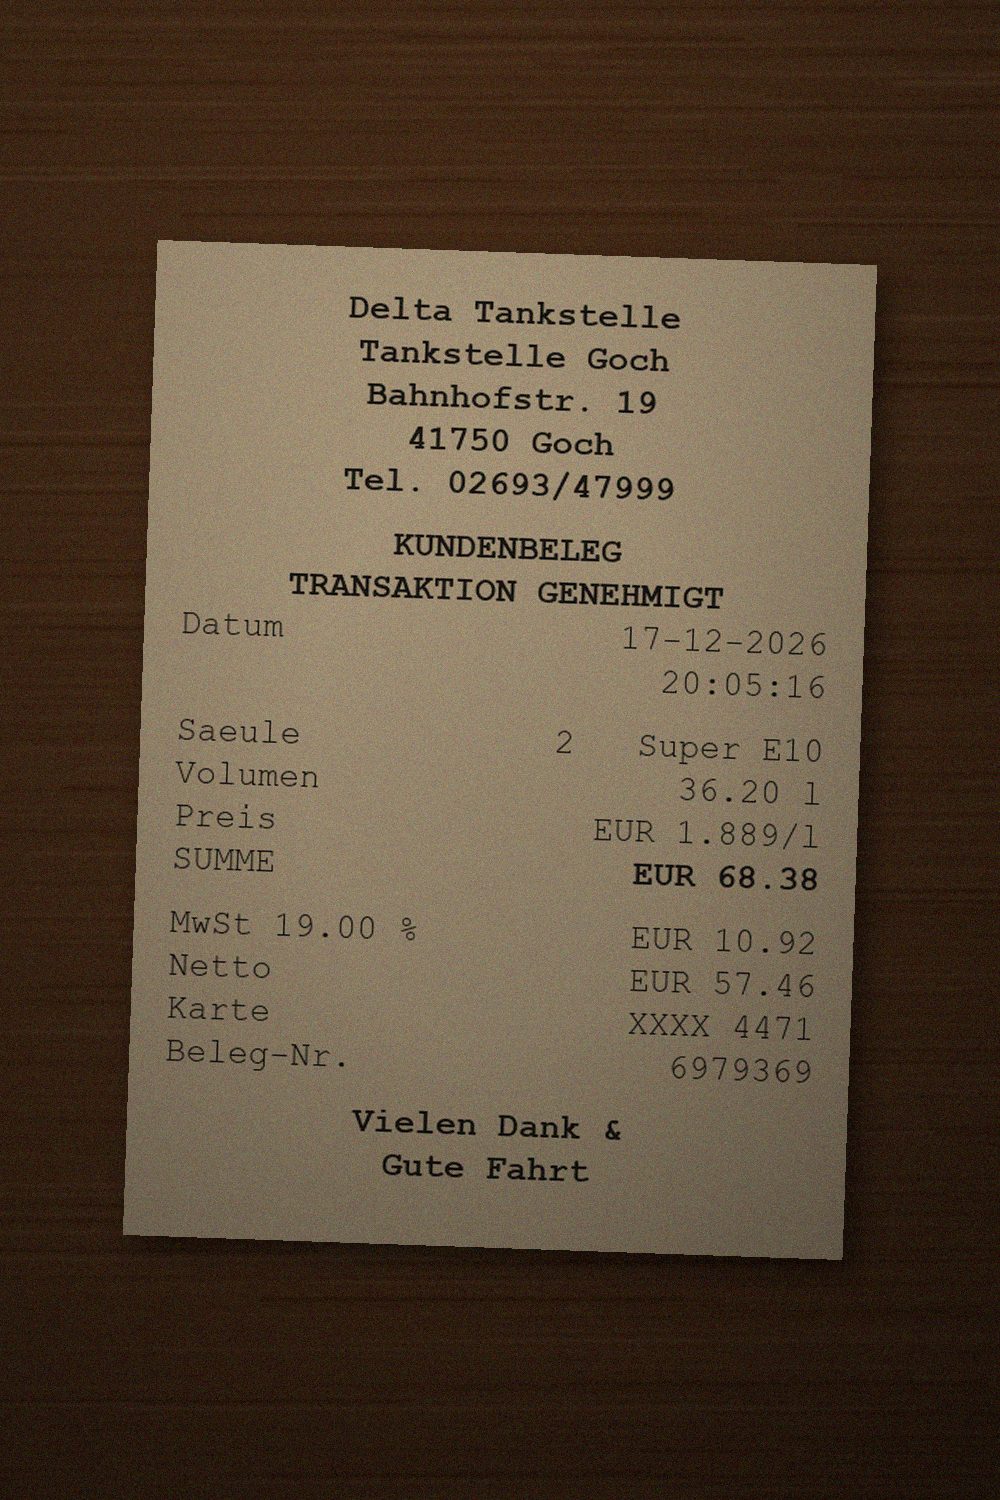 Delta Tankstelle
Tankstelle Goch
Bahnhofstr. 19
41750 Goch
Tel. 02693/47999
KUNDENBELEG
TRANSAKTION GENEHMIGT
Datum 17-12-2026
20:05:16
Saeule 2 Super E10
Volumen 36.20 l
Preis EUR 1.889/l
SUMME EUR 68.38
MwSt 19.00 % EUR 10.92
Netto EUR 57.46
Karte XXXX 4471
Beleg-Nr. 6979369
Vielen Dank &
Gute Fahrt